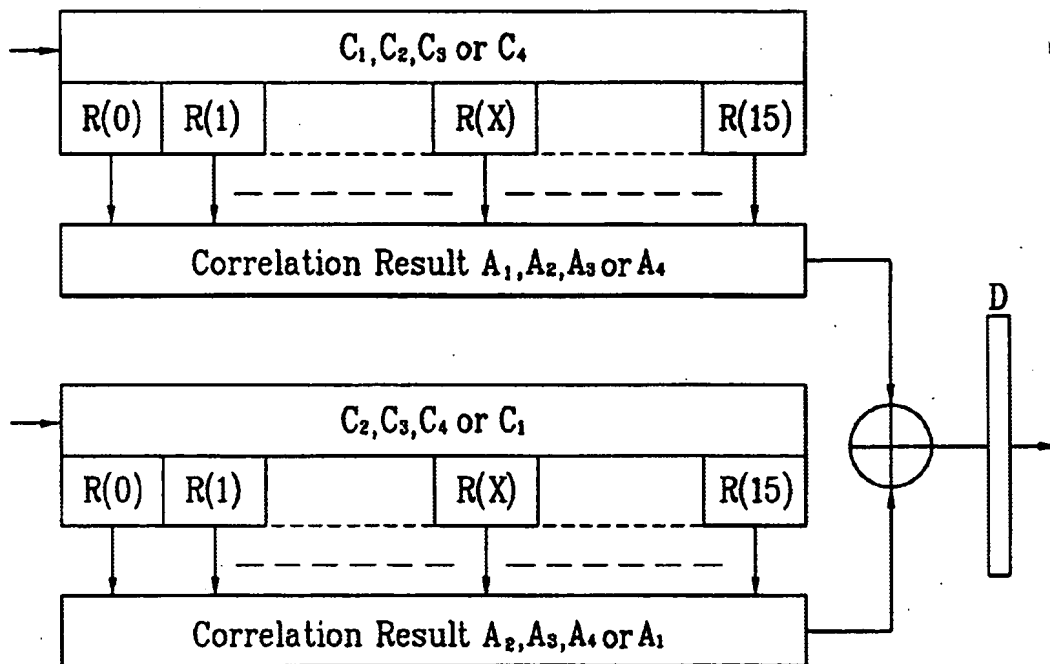 C₁,C₂,C₃ or C₄
R(0) R(1) R(X) R(15)
Correlation Result A₁,A₂,A₃ or A₄
D
C₂,C₃,C₄ or C₁
R(0) R(1) R(X) R(15)
Correlation Result A₂,A₃,A₄ or A₁